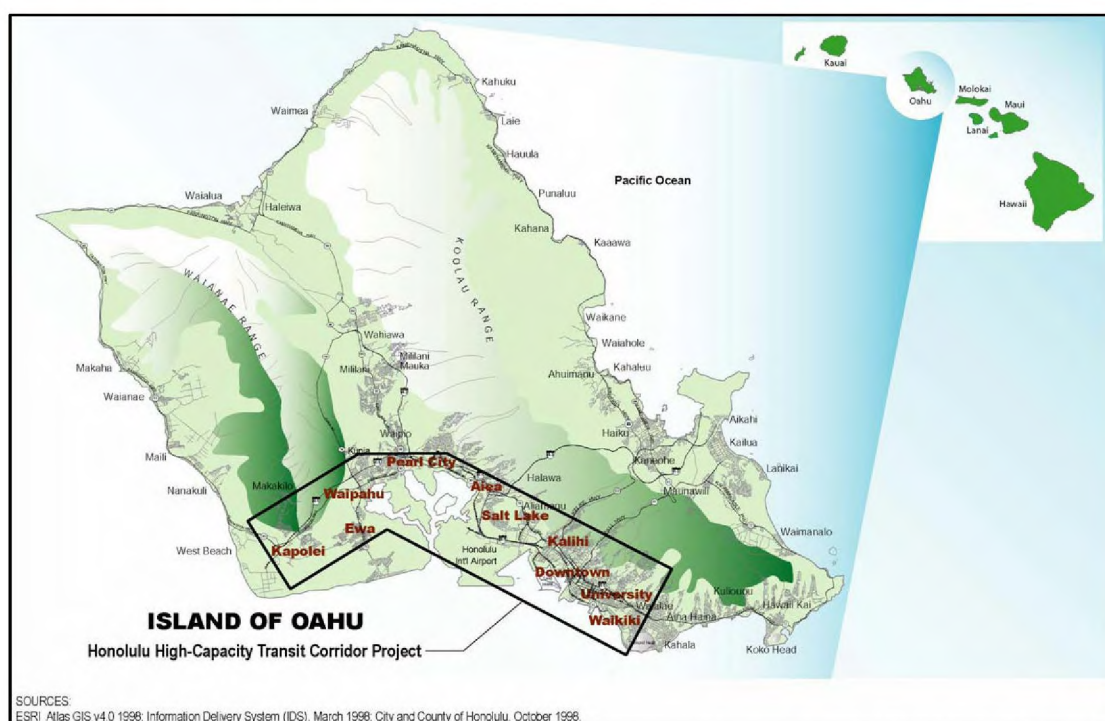 Kauai
Oahu
Molokai
Maui
Lanai
Hawaii
Pacific Ocean
Kahuku
Waimea
Laie
Hauula
Punaluu
Waialua
Haleiwa
Kahana
Kaaawa
KOOLAU RANGE
WAIANAE RANGE
Waikane
Wahiawa
Waiahole
Mililani
Mauka
Kahaluu
Makaha
Mililani
Ahuimanu
Waianae
Aikahi
Waipio
Haiku
Kailua
Kunia
Kaneohe
Maili
Pearl City
Lanikai
Halawa
Makakilo
Aiea
Maunawili
Nanakuli
Waipahu
Aliamanu
Salt Lake
Ewa
Waimanalo
West Beach
Kalihi
Kapolei
Honolulu
Int'l Airport
Downtown
Kuliouou
University
Waialae
Hawaii Kai
Waikiki
Aina Haina
Kahala
Koko Head
ISLAND OF OAHU
Honolulu High-Capacity Transit Corridor Project
SOURCES:
ESRI Atlas GIS v4.0 1998; Information Delivery System (IDS), March 1998; City and County of Honolulu, October 1998.